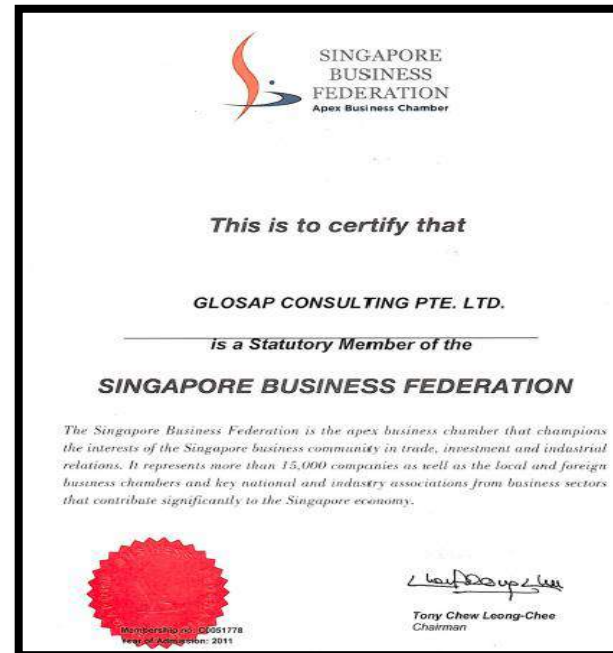 SINGAPORE
BUSINESS
FEDERATION
Apex Business Chamber
This is to certify that
GLOSAP CONSULTING PTE. LTD.
is a Statutory Member of the
SINGAPORE BUSINESS FEDERATION
The Singapore Business Federation is the apex business chamber that champions
the interests of the Singapore business community in trade, investment and industrial
relations. It represents more than 15,000 companies as well as the local and foreign
business chambers and key national and industry associations from business sectors
that contribute significantly to the Singapore economy.
Membership no:
Year of Admission: 2011
Tony Chew Leong-Chee
Chairman